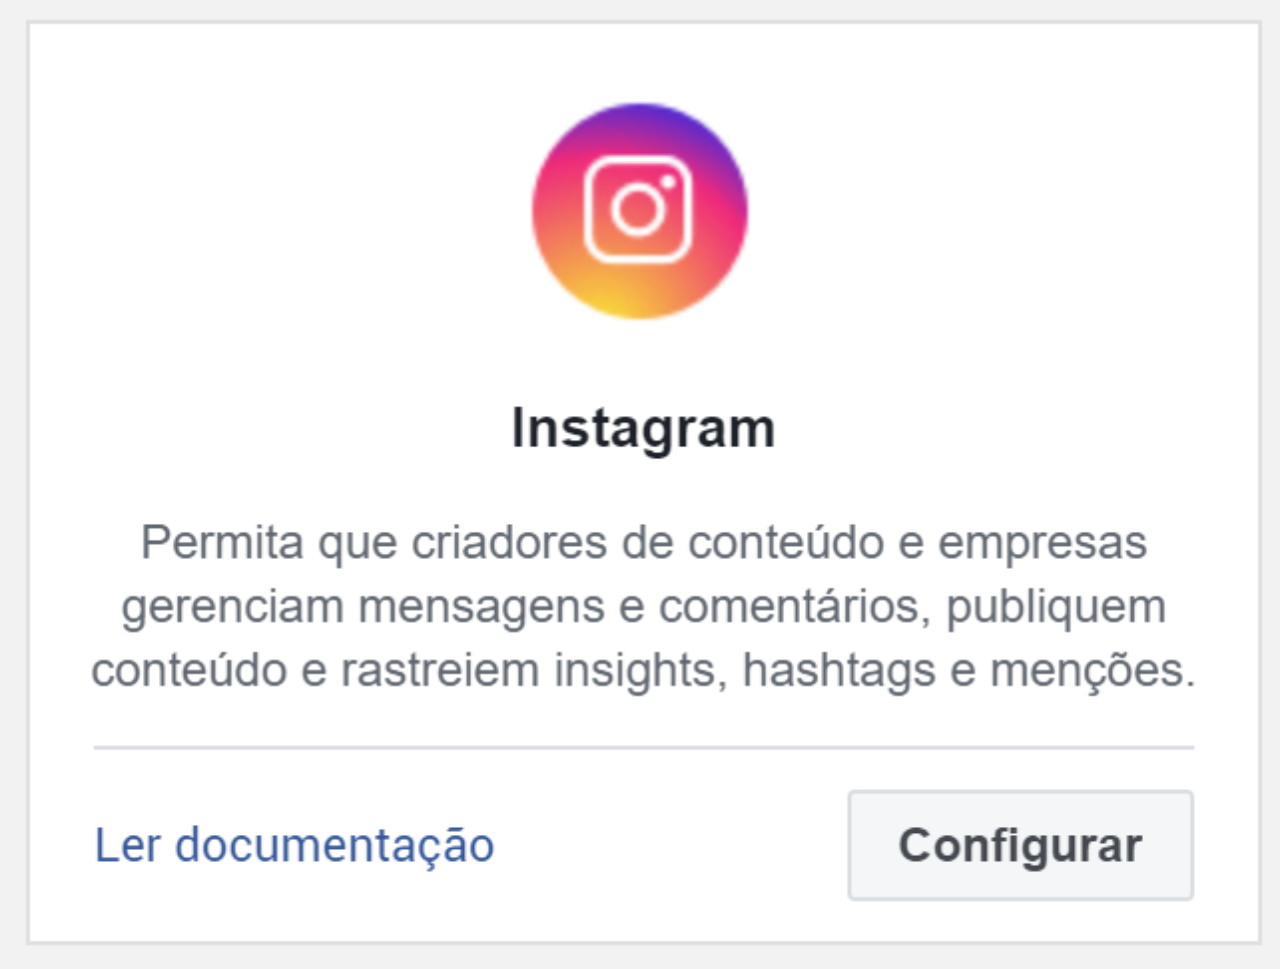 Instagram
Permita que criadores de conteúdo e empresas
gerenciam mensagens e comentários, publiquem
conteúdo e rastreiem insights, hashtags e menções.
Ler documentação
Configurar